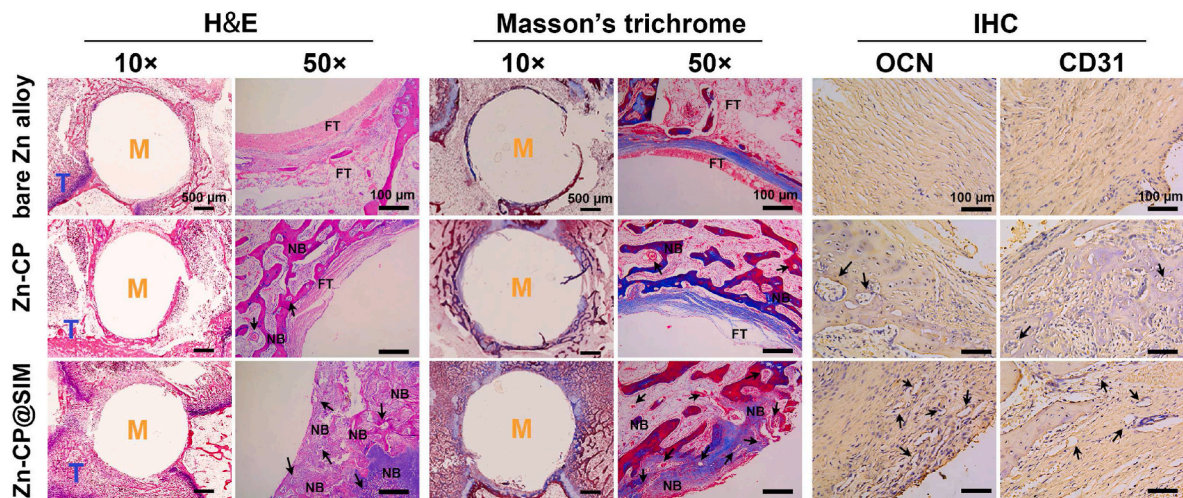 H&E Masson's trichrome IHC
10× 50× 10× 50× OCN CD31
bare Zn alloy
M
T
500 µm
FT
FT
100 µm
M
500 µm
FT
FT
100 µm
100 µm
100 µm
Zn-CP
M
T
NB
FT
NB
M
NB
NB
FT
Zn-CP@SIM
M
T
NB
NB
NB
NB
M
NB
NB
NB